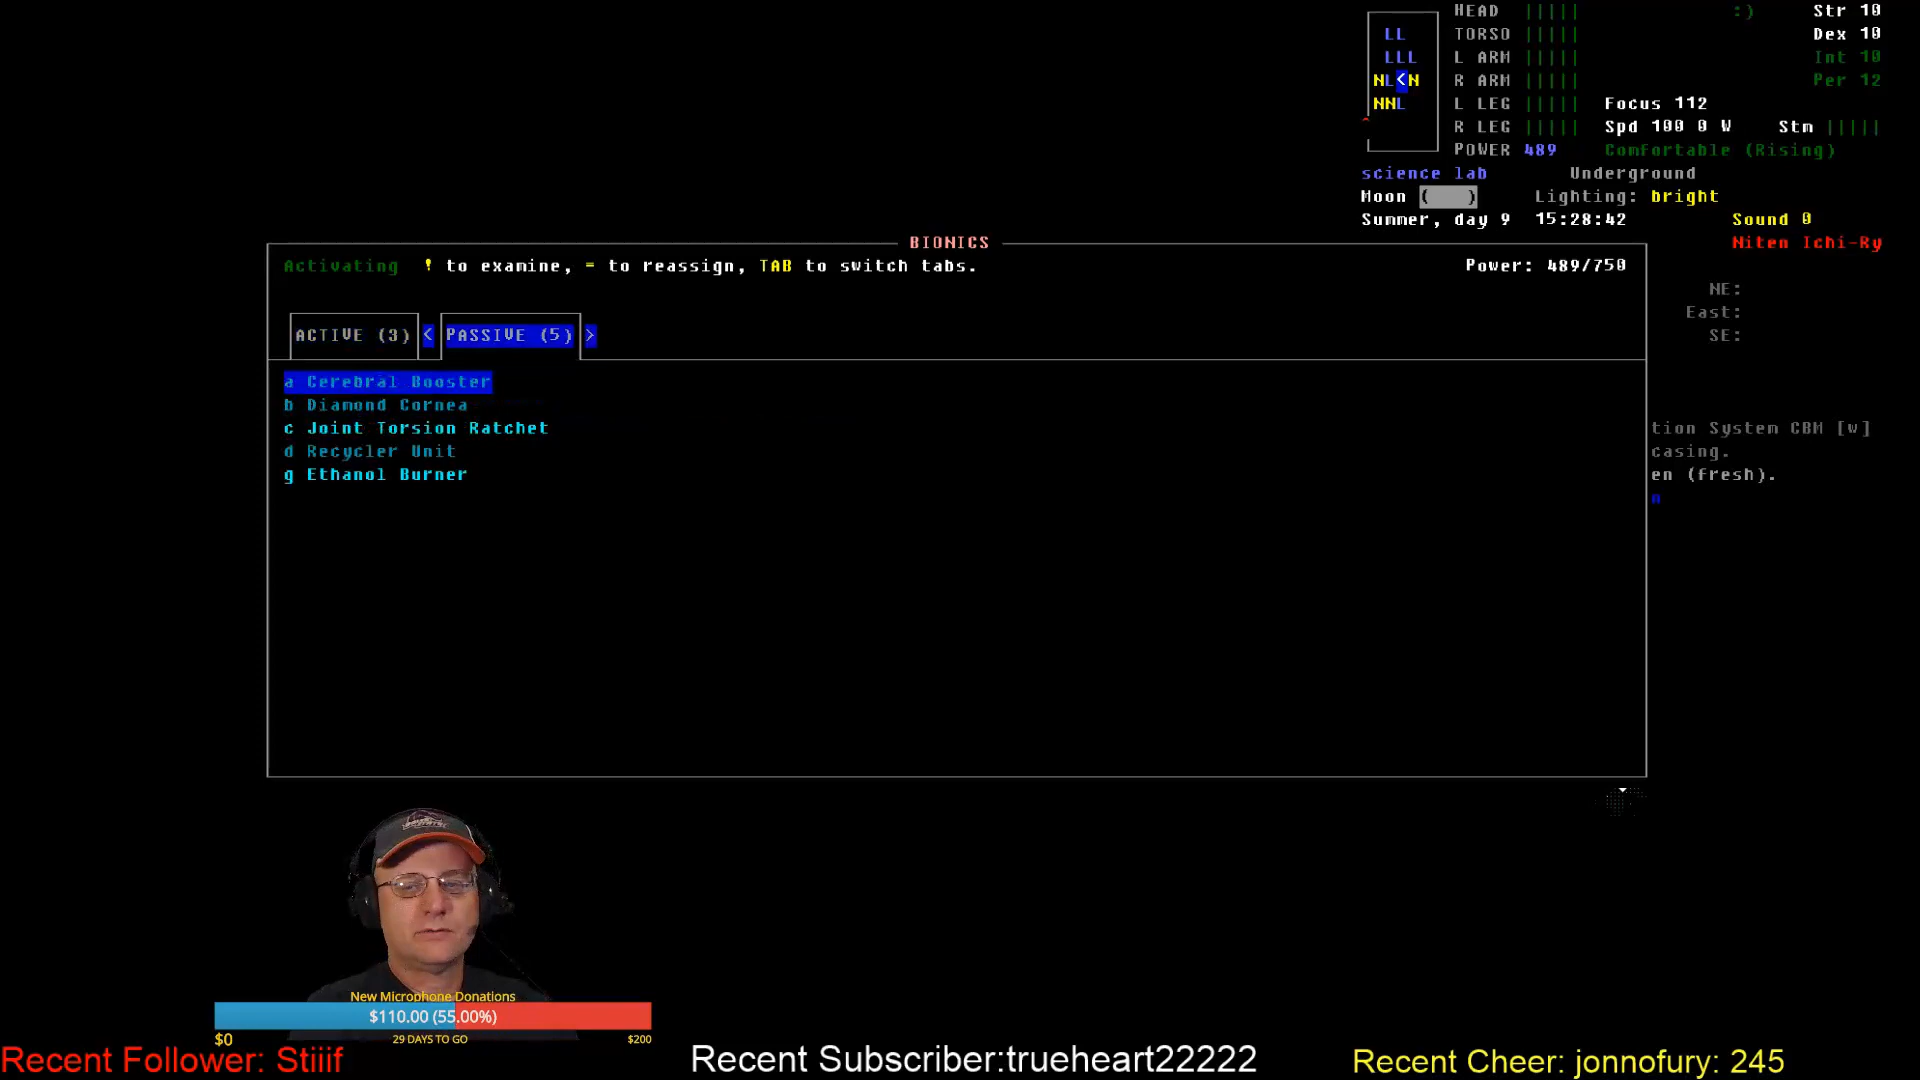 HEAD ||||| :) Str 10
LL TORSO ||||| Dex 10
LLL L ARM ||||| Int 10
NL<N R ARM ||||| Per 12
NNL L LEG ||||| Focus 112
R LEG ||||| Spd 100 0 W Stm |||||
POWER 489 Comfortable (Rising)
science lab Underground
Moon ( ) Lighting: bright
Summer, day 9 15:28:42 Sound 0
Niten Ichi-Ry
BIONICS
Activating ! to examine, = to reassign, TAB to switch tabs. Power: 489/750
NE:
East:
SE:
ACTIVE (3) < PASSIVE (5) >
a Cerebral Booster
b Diamond Cornea
c Joint Torsion Ratchet
d Recycler Unit
g Ethanol Burner
tion System CBM [w]
casing.
en (fresh).
New Microphone Donations
$110.00 (55.00%)
$0 29 DAYS TO GO $200
Recent Follower: Stiiif
Recent Subscriber:trueheart22222
Recent Cheer: jonnofury: 245